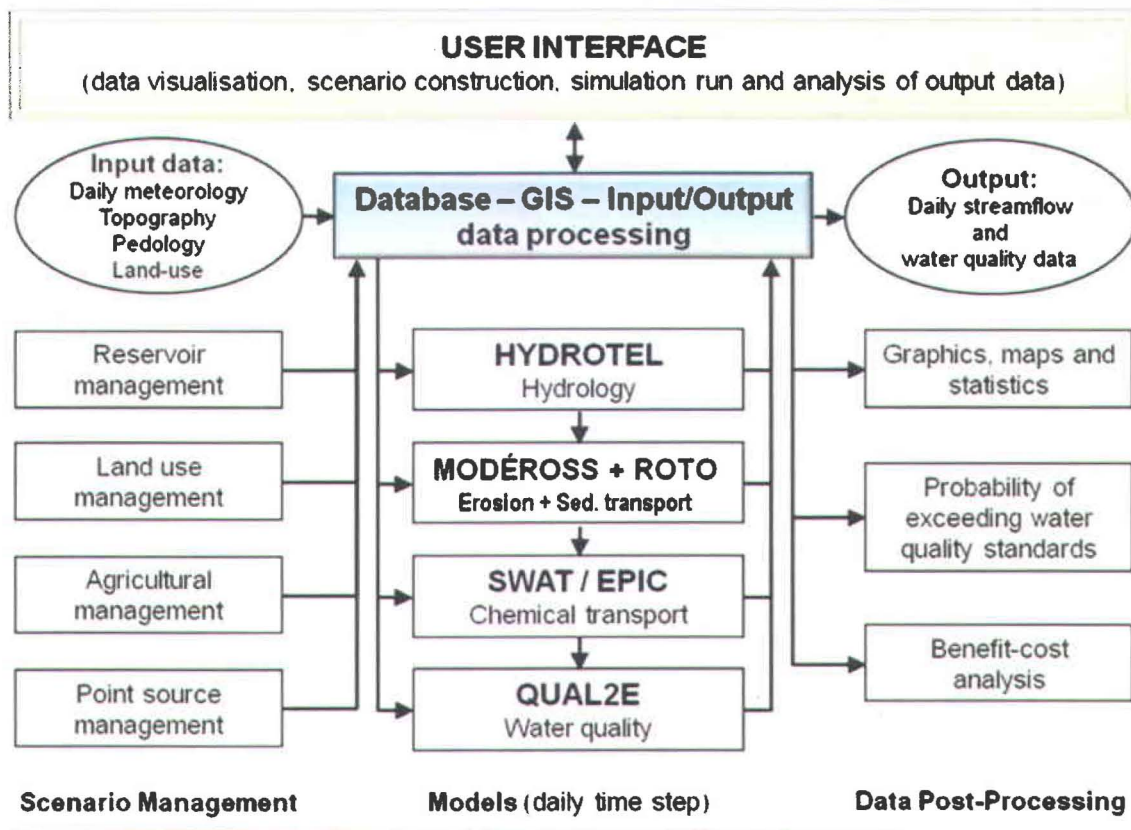 USER INTERFACE
(data visualisation, scenario construction, simulation run and analysis of output data)
Input data:
Daily meteorology
Topography
Pedology
Land-use
Database – GIS – Input/Output
data processing
Output:
Daily streamflow
and
water quality data
Reservoir
management
Land use
management
Agricultural
management
Point source
management
HYDROTEL
Hydrology
MODÉROSS + ROTO
Erosion + Sed. transport
SWAT / EPIC
Chemical transport
QUAL2E
Water quality
Graphics, maps and
statistics
Probability of
exceeding water
quality standards
Benefit-cost
analysis
Scenario Management
Models (daily time step)
Data Post-Processing